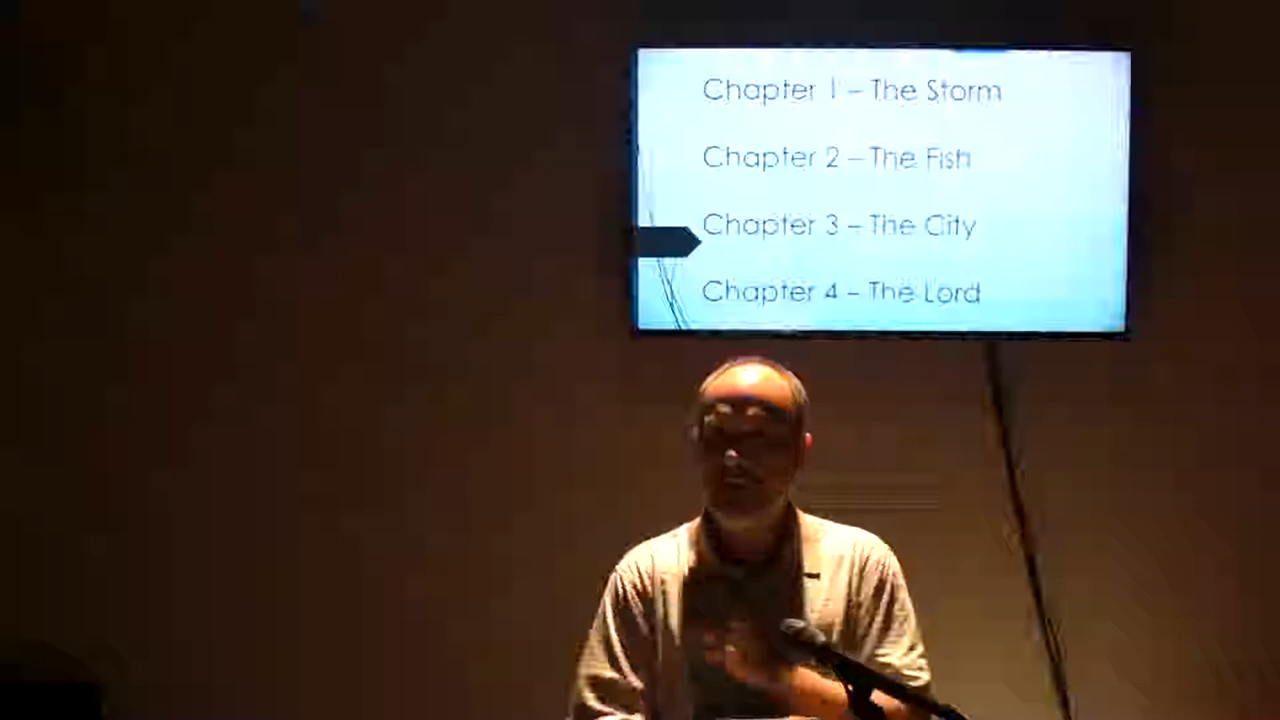 Chapter 1 – The Storm
Chapter 2 – The Fish
Chapter 3 – The City
Chapter 4 – The Lord